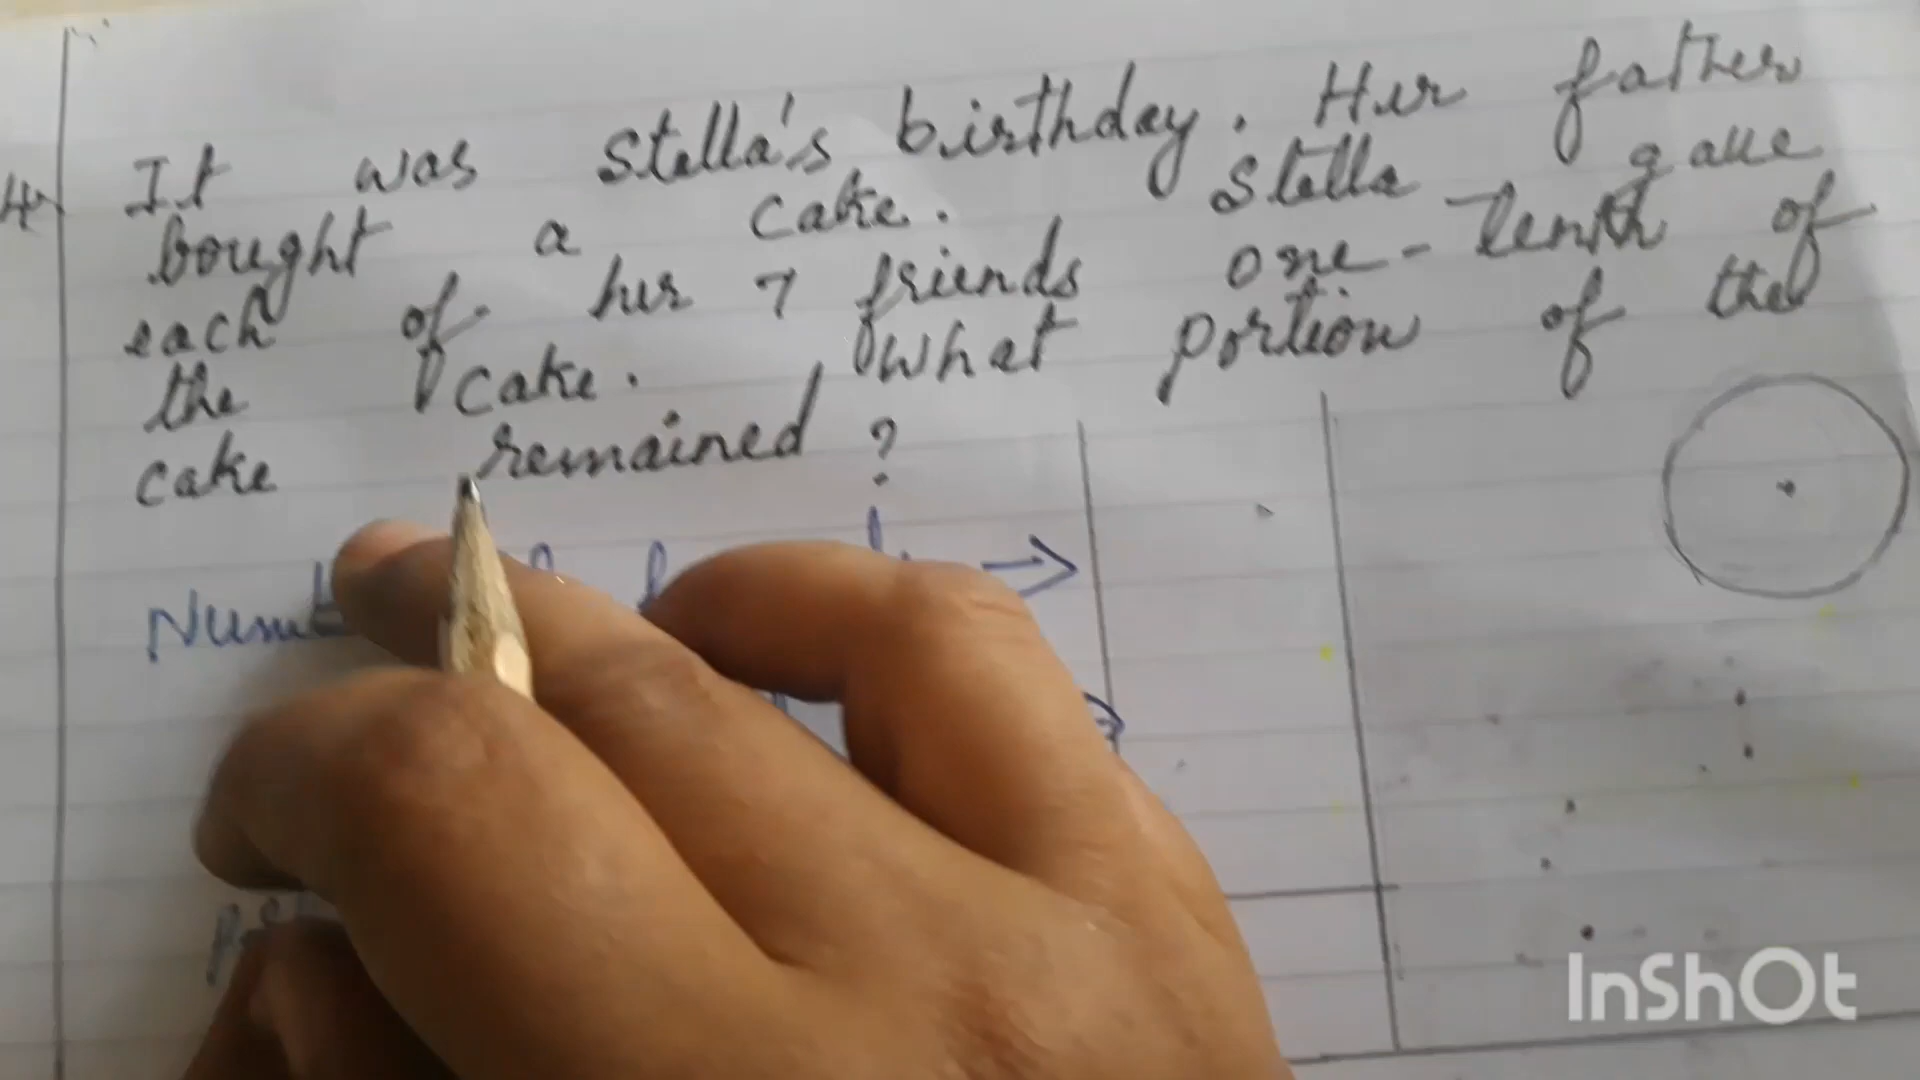 4 It was Stella's birthday. Her father
bought a cake. Stella gave
each of her 7 friends one-tenth of
the cake. What portion of the
cake remained?
InShOt